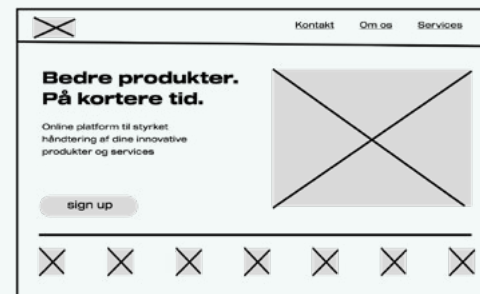 Kontakt Om os Services
Bedre produkter.
På kortere tid.
Online platform til styrket
håndtering af dine innovative
produkter og services
sign up